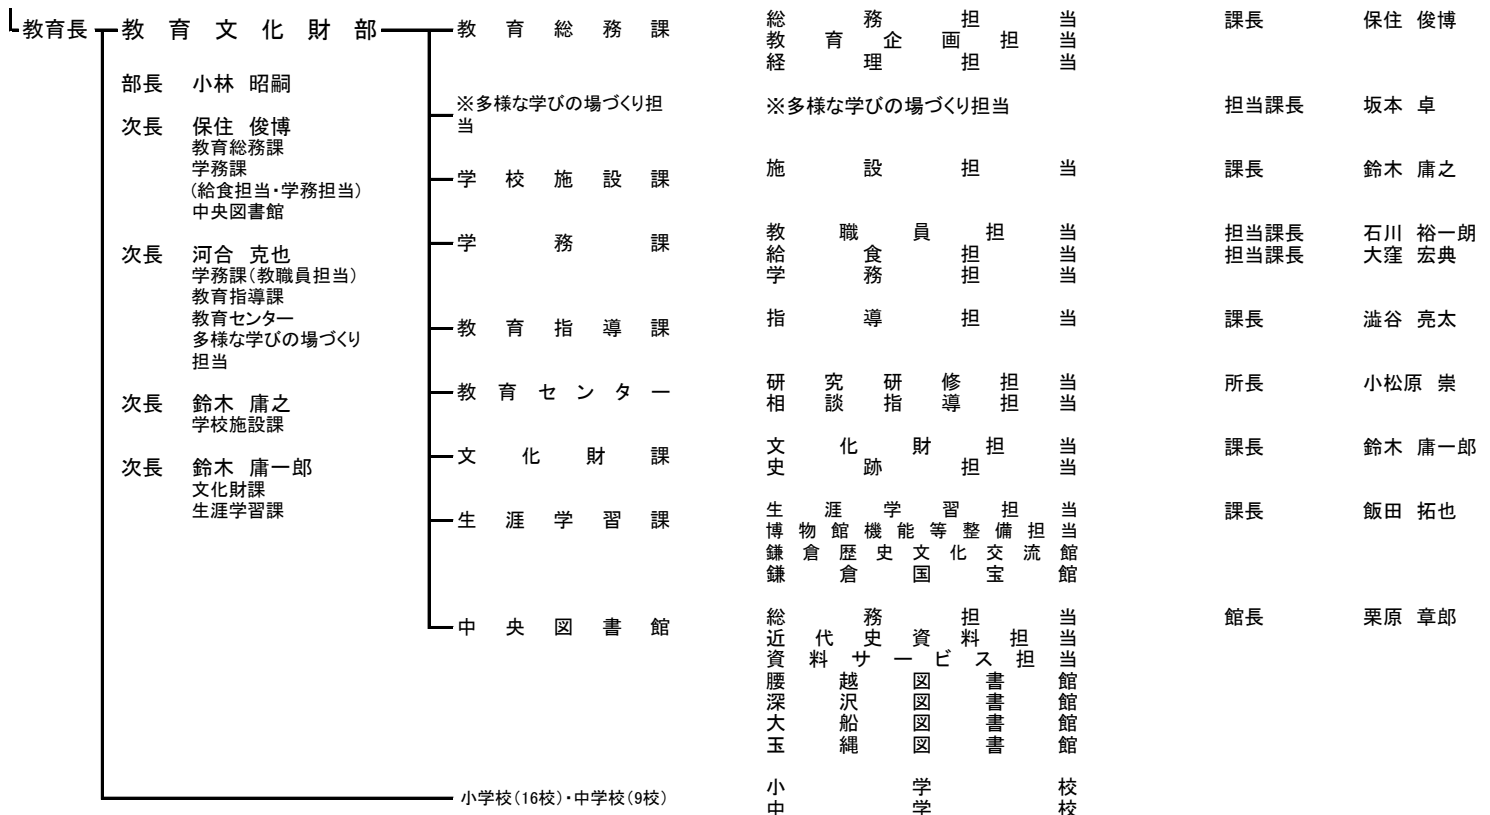 教育長 教育文化財部 教育総務課 総務担当 課長 保住 俊博
教育企画担当
経理担当
部長 小林 昭嗣
※多様な学びの場づくり担当 ※多様な学びの場づくり担当 担当課長 坂本 卓
次長 保住 俊博
教育総務課
学務課
(給食担当・学務担当)
中央図書館
学校施設課 施設担当 課長 鈴木 庸之
学務課 教職員担当 担当課長 石川 裕一朗
給食担当 担当課長 大窪 宏典
学務担当
次長 河合 克也
学務課(教職員担当)
教育指導課
教育センター
多様な学びの場づくり
担当
教育指導課 指導担当 課長 澁谷 亮太
教育センター 研究研修担当 所長 小松原 崇
相談指導担当
次長 鈴木 庸之
学校施設課
文化財課 文化財担当 課長 鈴木 庸一郎
史跡担当
次長 鈴木 庸一郎
文化財課
生涯学習課
生涯学習課 生涯学習担当 課長 飯田 拓也
博物館機能等整備担当
鎌倉歴史文化交流館
鎌倉国宝館
中央図書館 総務担当 館長 栗原 章郎
近代史資料担当
資料サービス担当
腰越図書館
深沢図書館
大船図書館
玉縄図書館
小学校(16校)・中学校(9校) 小学校
中学校